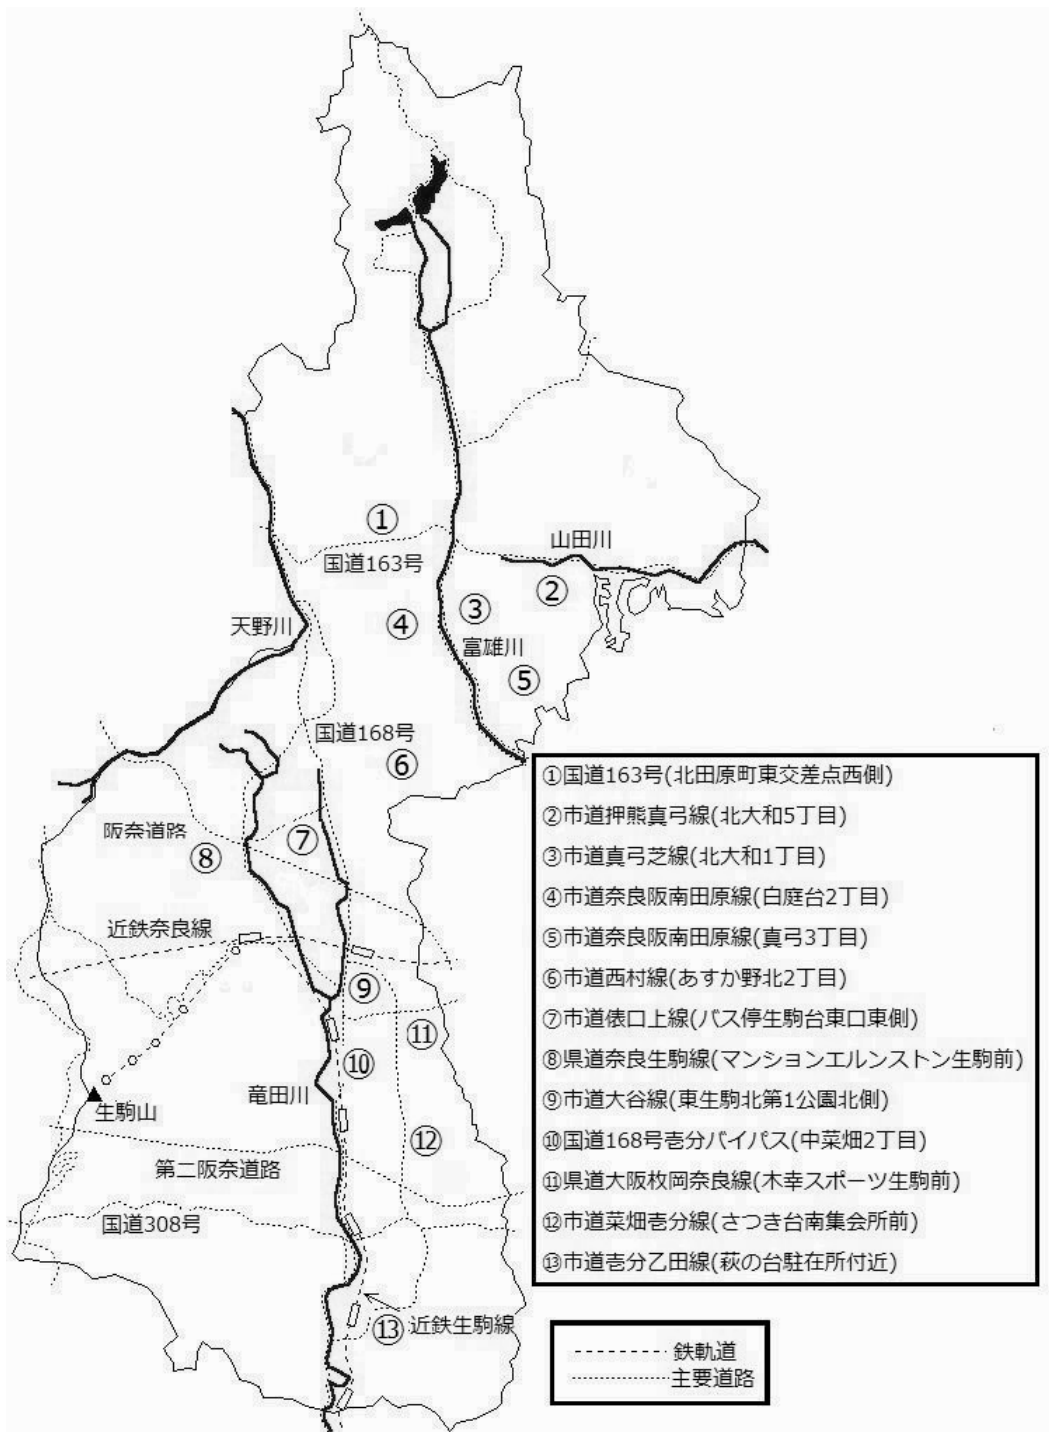 ①
国道163号
山田川
②
③
④
天野川
富雄川
⑤
国道168号
⑥
阪奈道路
⑦
⑧
近鉄奈良線
⑨
⑪
⑩
竜田川
生駒山
⑫
第二阪奈道路
国道308号
⑬
近鉄生駒線
①国道163号(北田原町東交差点西側)
②市道押熊真弓線(北大和5丁目)
③市道真弓芝線(北大和1丁目)
④市道奈良阪南田原線(白庭台2丁目)
⑤市道奈良阪南田原線(真弓3丁目)
⑥市道西村線(あすか野北2丁目)
⑦市道俵口上線(バス停生駒台東口東側)
⑧県道奈良生駒線(マンションエルンストン生駒前)
⑨市道大谷線(東生駒北第1公園北側)
⑩国道168号壱分バイパス(中菜畑2丁目)
⑪県道大阪枚岡奈良線(木幸スポーツ生駒前)
⑫市道菜畑壱分線(さつき台南集会所前)
⑬市道壱分乙田線(萩の台駐在所付近)
鉄軌道
主要道路